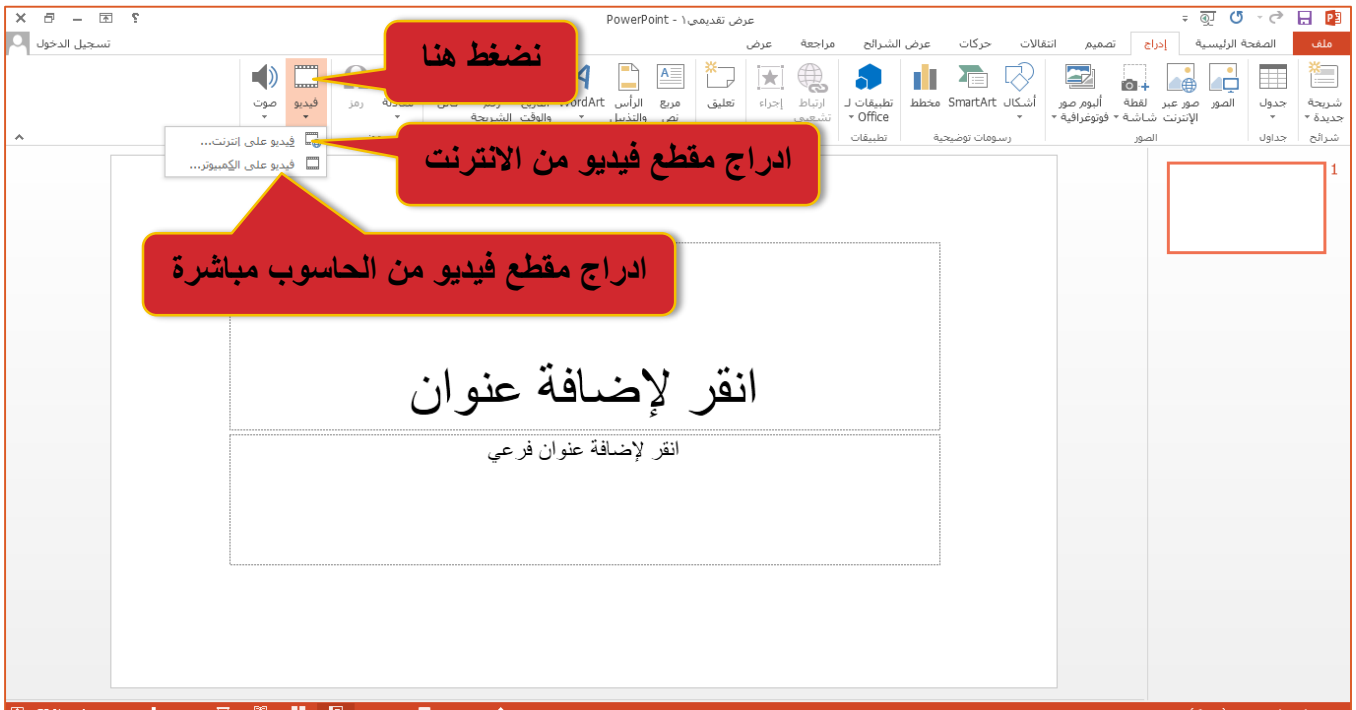 عرض تقديمي١ - PowerPoint
تسجيل الدخول
ملف
الصفحة الرئيسية
إدراج
تصميم
انتقالات
حركات
عرض الشرائح
مراجعة
عرض
شريحة جديدة
جدول
الصور
صور عبر الإنترنت
لقطة شاشة
ألبوم صور فوتوغرافية
أشكال
SmartArt
مخطط
تطبيقات لـ Office
ارتباط تشعبي
إجراء
تعليق
مربع نص
الرأس والتذييل
WordArt
والوقت
الشريحة
رمز
فيديو
صوت
شرائح
جداول
الصور
رسومات توضيحية
تطبيقات
فيديو على إنترنت...
فيديو على الكمبيوتر...
نضغط هنا
ادراج مقطع فيديو من الانترنت
ادراج مقطع فيديو من الحاسوب مباشرة
1
انقر لإضافة عنوان
انقر لإضافة عنوان فرعي